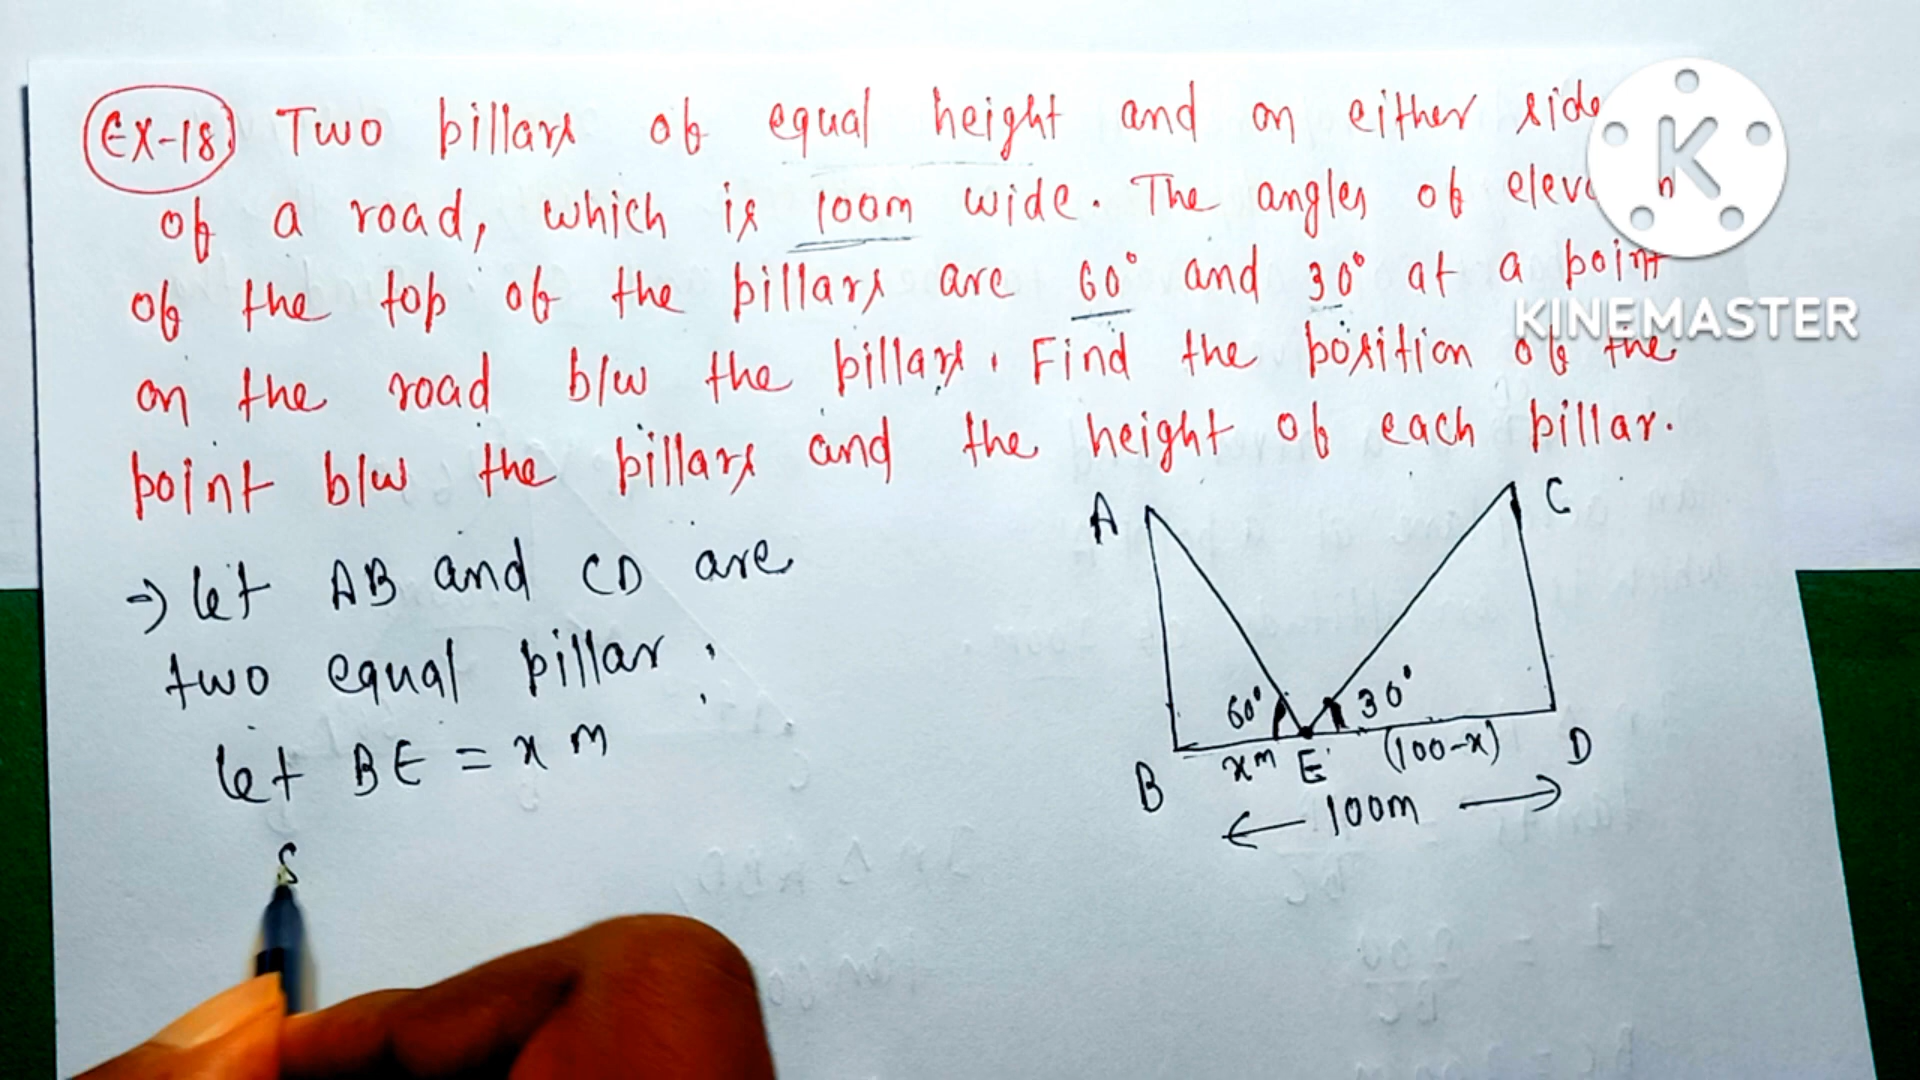 Ex-18) Two pillars of equal height and on either side
of a road, which is 100m wide. The angles of
of the top of the pillars are 60° and 30° at a point
on the road b/w the pillars. Find the position of the
point b/w the pillars and the height of each pillar.
→ let AB and CD are
two equal pillar.
let BE = x m
S
A
C
60°
30°
B
x m
E
(100-x)
D
← 100m →
K
KINEMASTER